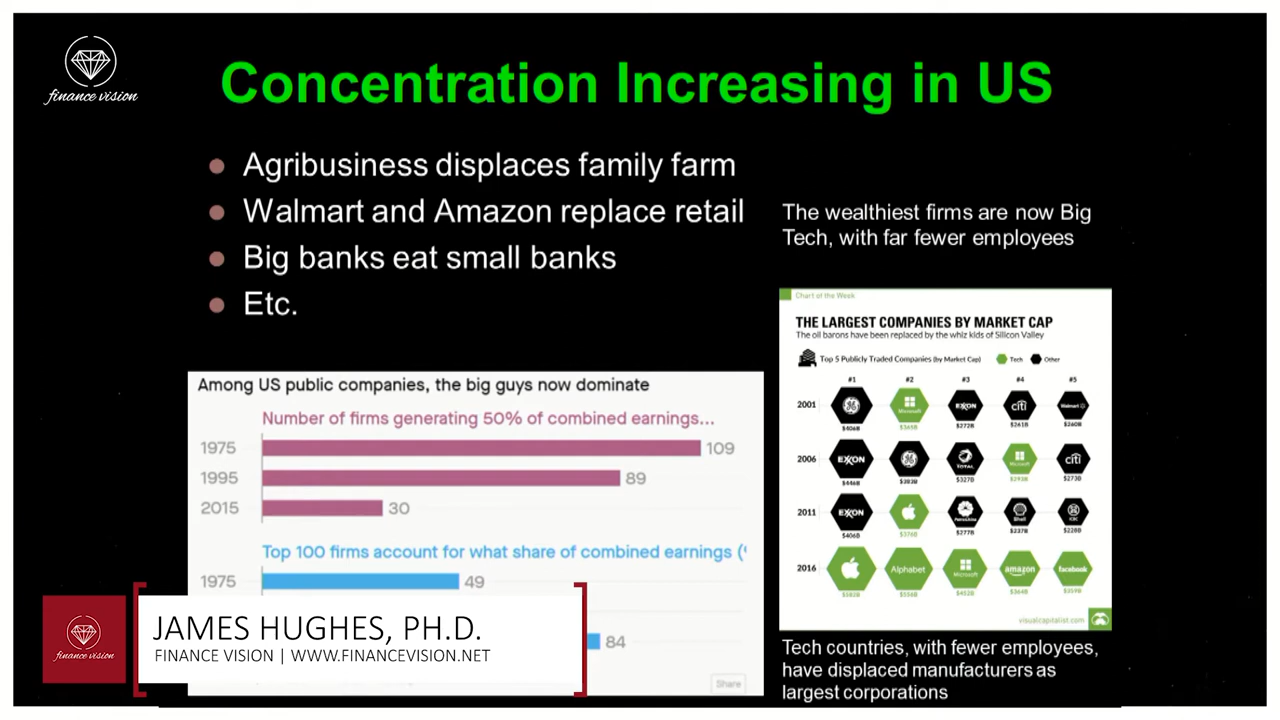 finance vision
Concentration Increasing in US
Agribusiness displaces family farm
Walmart and Amazon replace retail
Big banks eat small banks
Etc.
The wealthiest firms are now Big
Tech, with far fewer employees
Among US public companies, the big guys now dominate
Number of firms generating 50% of combined earnings...
1975 109
1995 89
2015 30
Top 100 firms account for what share of combined earnings (
1975 49
84
Share
Chart of the Week
THE LARGEST COMPANIES BY MARKET CAP
The oil barons have been replaced by the whiz kids of Silicon Valley
Top 5 Publicly Traded Companies (by Market Cap) Tech Other
#1 #2 #3 #4 #5
2001 Microsoft EXXON citi Walmart
$406B $365B $272B $261B $260B
2006 EXXON TOTAL Microsoft citi
$446B $383B $327B $293B $273B
2011 EXXON PetroChina Shell ICBC
$406B $376B $277B $237B $228B
2016 Alphabet Microsoft amazon facebook
$582B $556B $452B $364B $359B
visualcapitalist.com
Tech countries, with fewer employees,
have displaced manufacturers as
largest corporations
finance vision
JAMES HUGHES, PH.D.
FINANCE VISION | WWW.FINANCEVISION.NET